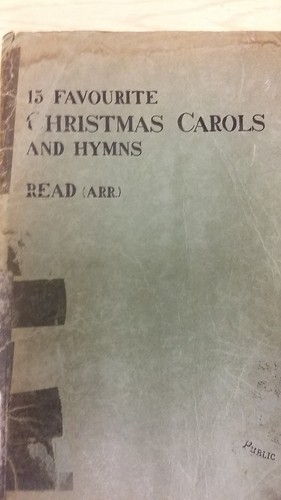 15 FAVOURITE
CHRISTMAS CAROLS
AND HYMNS
READ (ARR)
PUBLIC